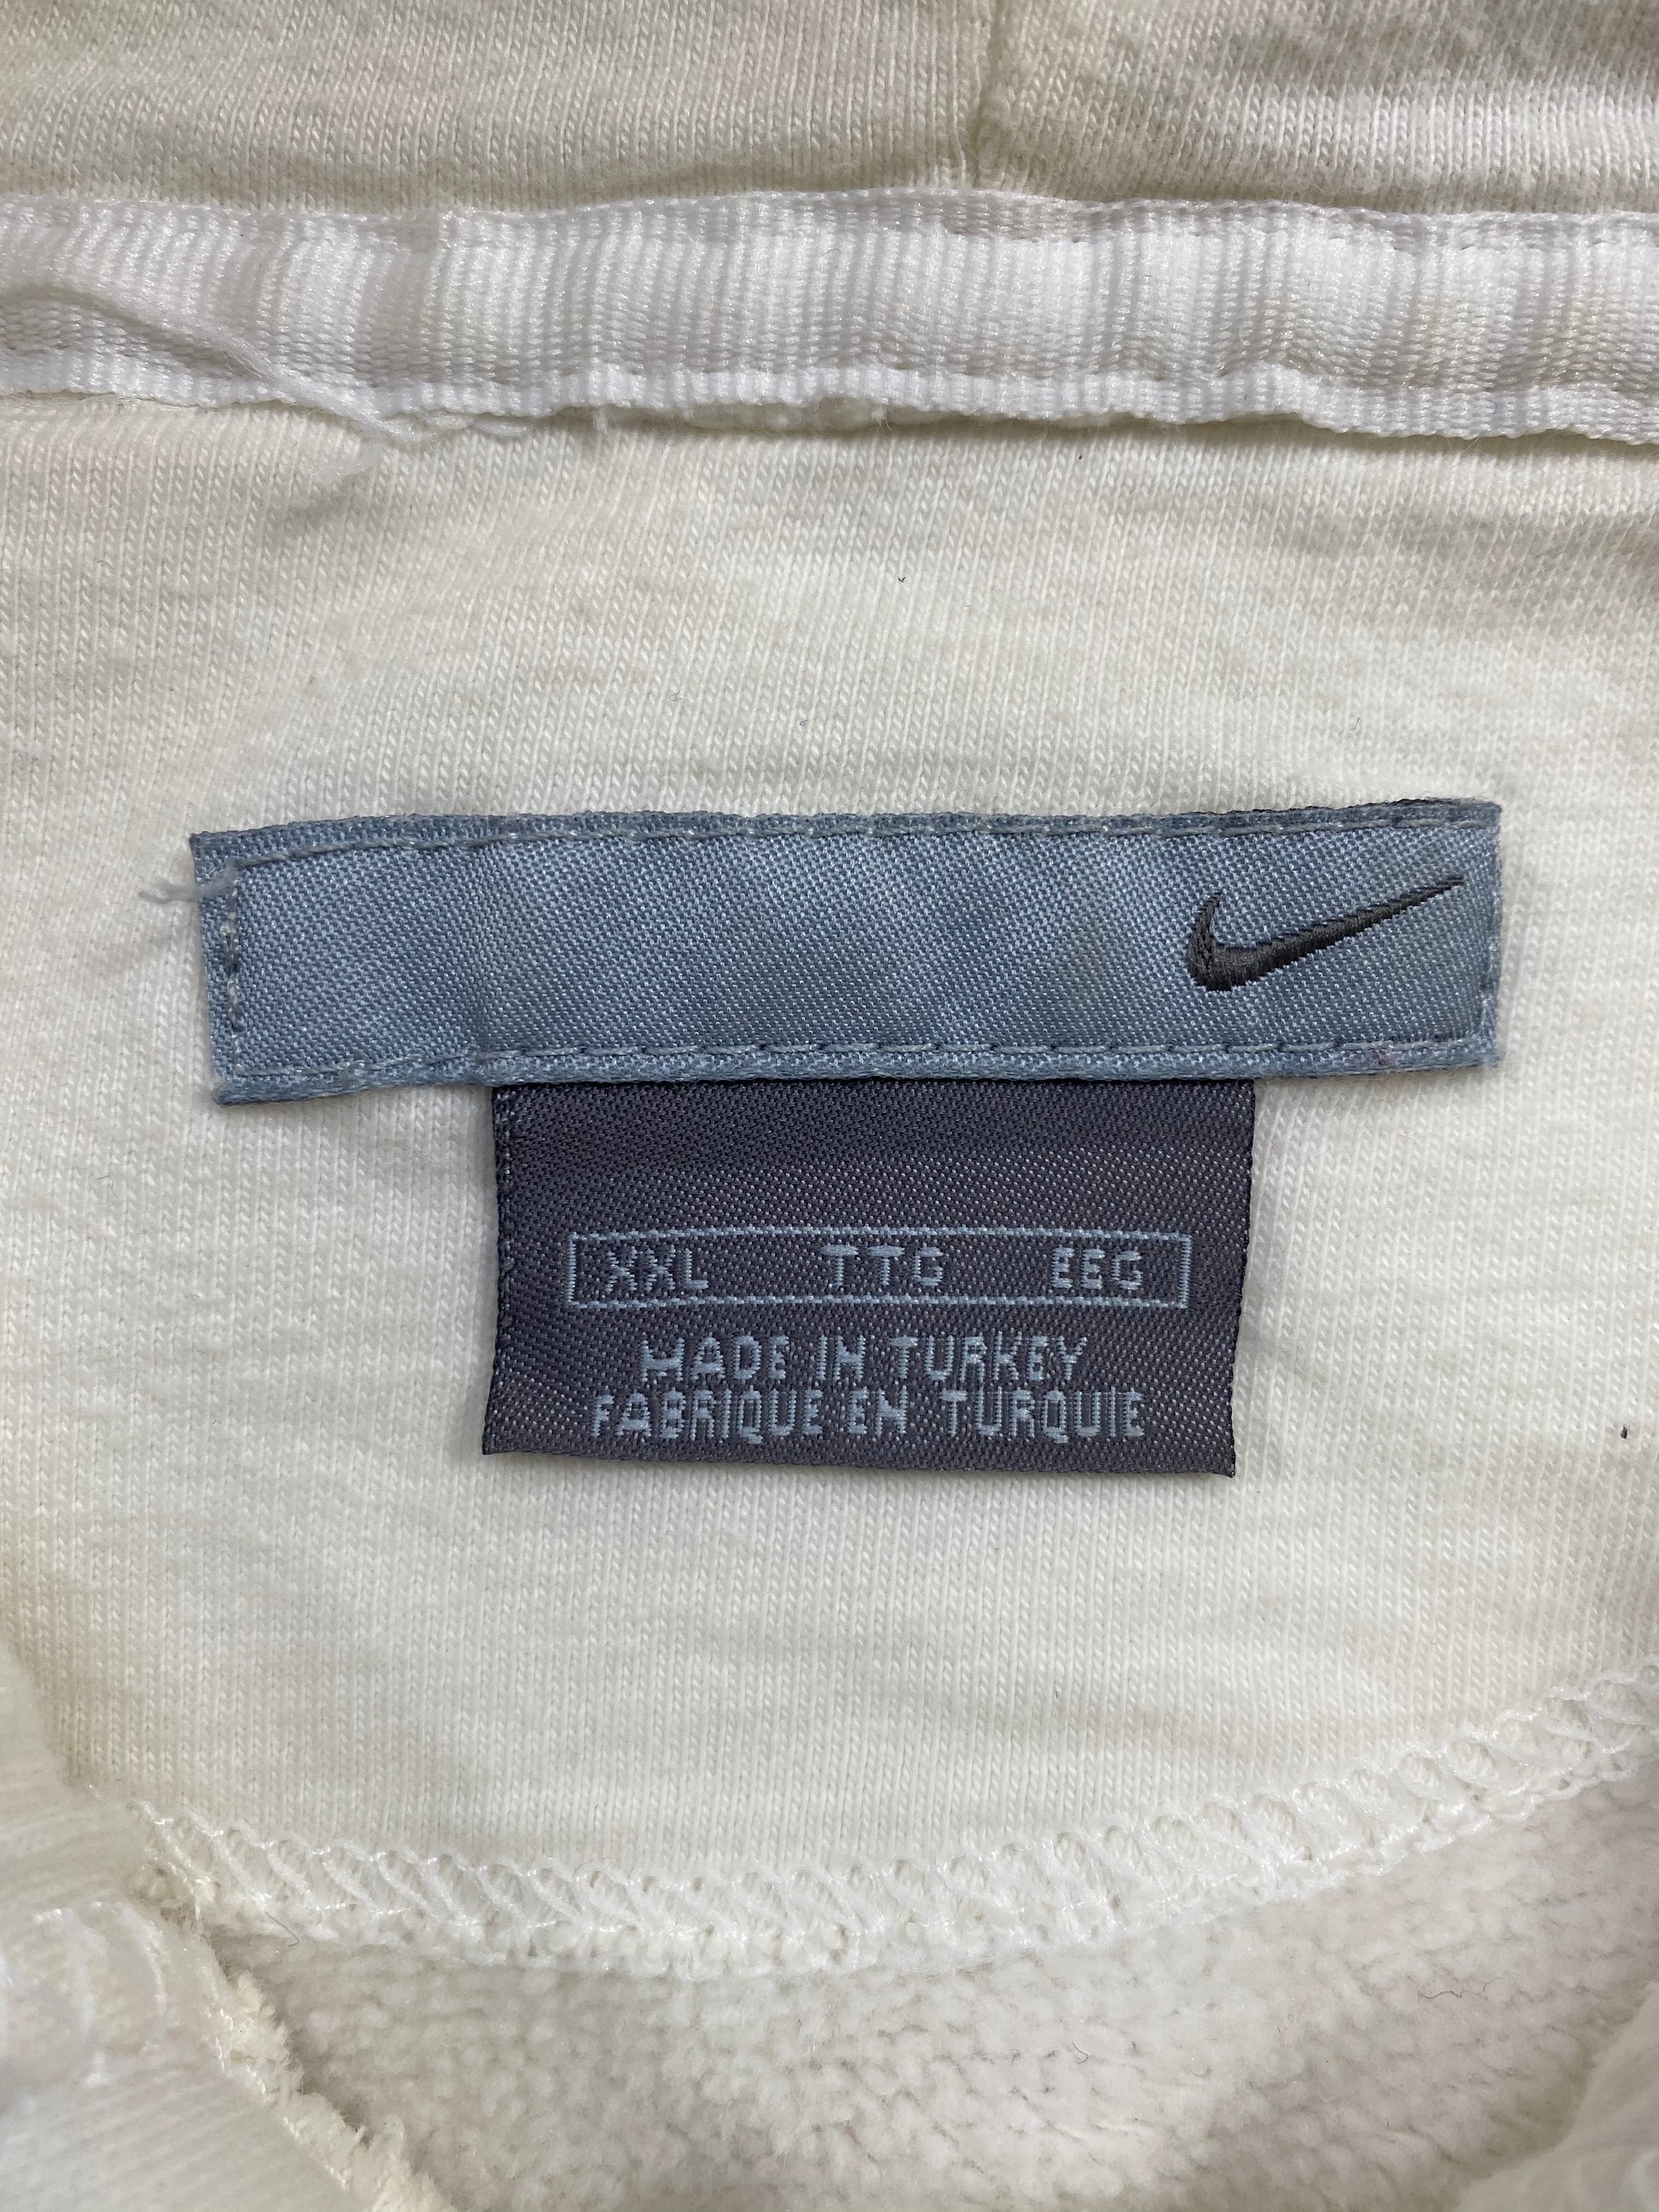 XXL TTG EEG
MADE IN TURKEY
FABRIQUE EN TURQUIE